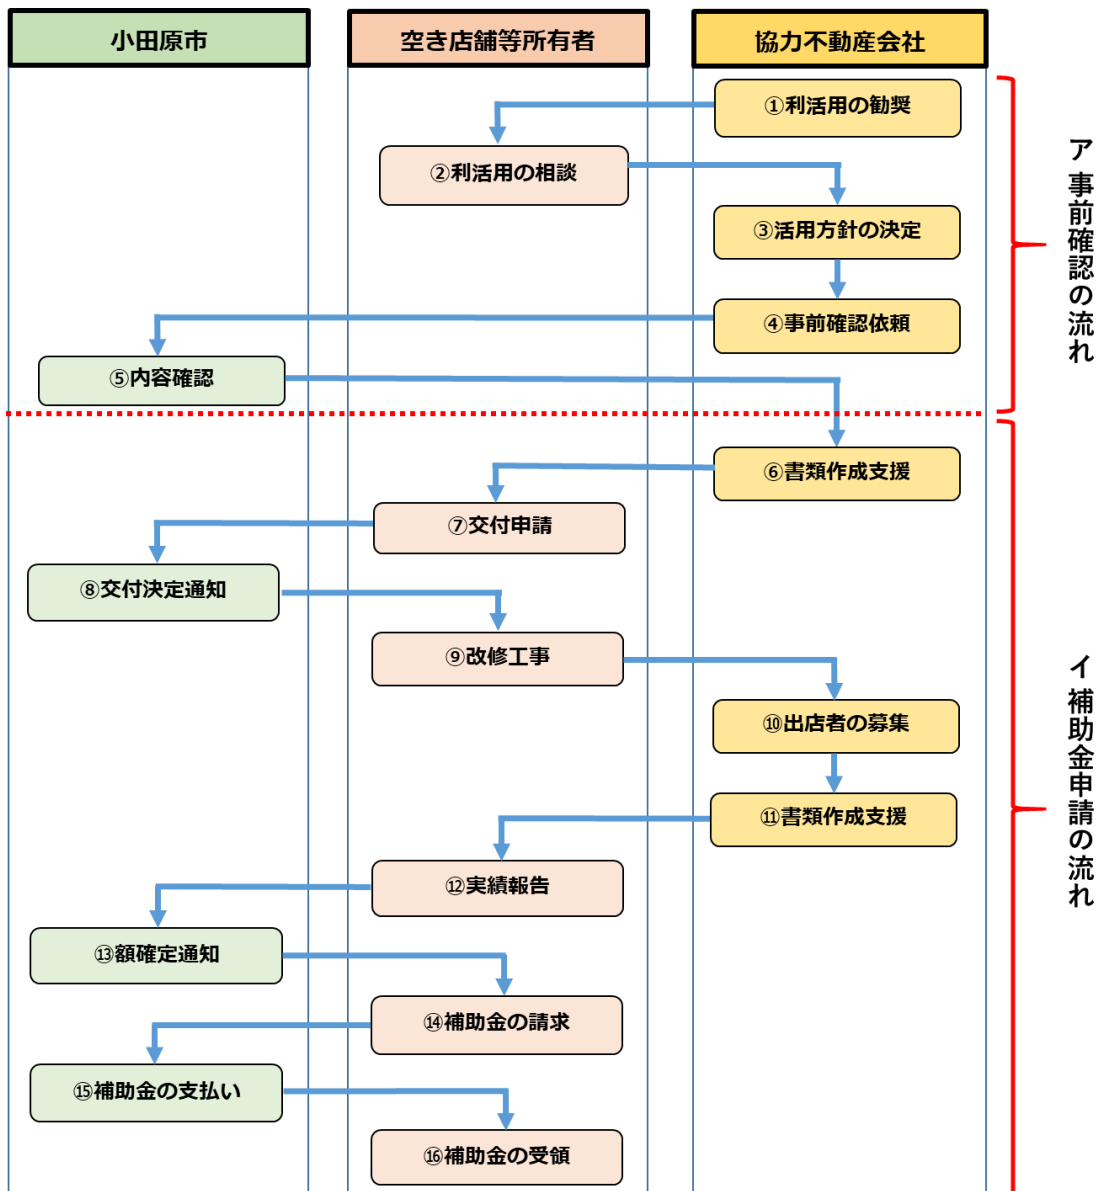 小田原市
空き店舗等所有者
協力不動産会社
①利活用の勧奨
②利活用の相談
③活用方針の決定
④事前確認依頼
⑤内容確認
ア 事前確認の流れ
⑥書類作成支援
⑦交付申請
⑧交付決定通知
⑨改修工事
⑩出店者の募集
⑪書類作成支援
⑫実績報告
⑬額確定通知
⑭補助金の請求
⑮補助金の支払い
⑯補助金の受領
イ 補助金申請の流れ